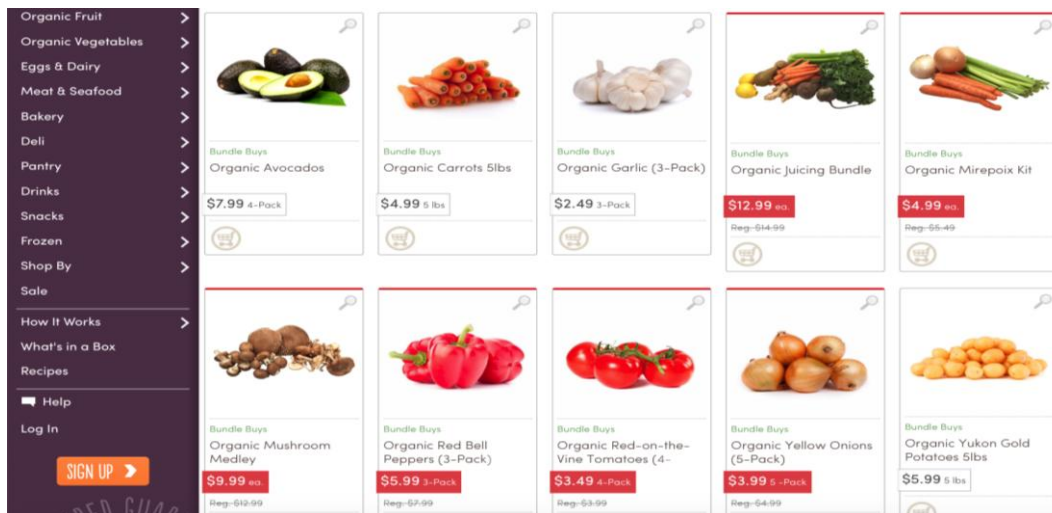 Organic Fruit
Organic Vegetables
Eggs & Dairy
Meat & Seafood
Bakery
Deli
Pantry
Drinks
Snacks
Frozen
Shop By
Sale
How It Works
What's in a Box
Recipes
Help
Log In
SIGN UP
Bundle Buys
Organic Avocados
$7.99 4-Pack
Bundle Buys
Organic Carrots 5lbs
$4.99 5 lbs
Bundle Buys
Organic Garlic (3-Pack)
$2.49 3-Pack
Bundle Buys
Organic Juicing Bundle
$12.99 ea.
Reg. $14.99
Bundle Buys
Organic Mirepoix Kit
$4.99 ea.
Reg. $5.49
Bundle Buys
Organic Mushroom
Medley
$9.99 ea.
Reg. $12.99
Bundle Buys
Organic Red Bell
Peppers (3-Pack)
$5.99 3-Pack
Reg. $7.99
Bundle Buys
Organic Red-on-the-
Vine Tomatoes (4-
$3.49 4-Pack
Reg. $3.99
Bundle Buys
Organic Yellow Onions
(5-Pack)
$3.99 5 -Pack
Reg. $4.99
Bundle Buys
Organic Yukon Gold
Potatoes 5lbs
$5.99 5 lbs